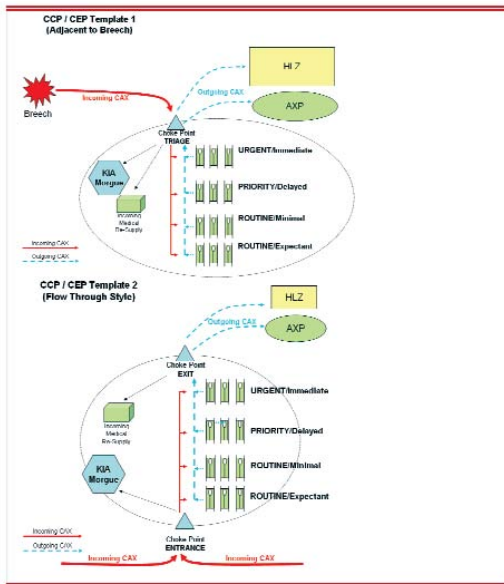 CCP / CEP Template 1
(Adjacent to Breech)
HLZ
Incoming CAX
Outgoing CAX
AXP
Breech
Choke Point
TRIAGE
URGENT/Immediate
KIA
Morgue
PRIORITY/Delayed
Incoming
Medical
Re-Supply
ROUTINE/Minimal
Incoming CAX
ROUTINE/Expectant
Outgoing CAX
CCP / CEP Template 2
(Flow Through Style)
HLZ
Outgoing CAX
AXP
Choke Point
EXIT
URGENT/Immediate
Incoming
Medical
Re-Supply
PRIORITY/Delayed
KIA
Morgue
ROUTINE/Minimal
ROUTINE/Expectant
Incoming CAX
Outgoing CAX
Choke Point
ENTRANCE
Incoming CAX
Incoming CAX